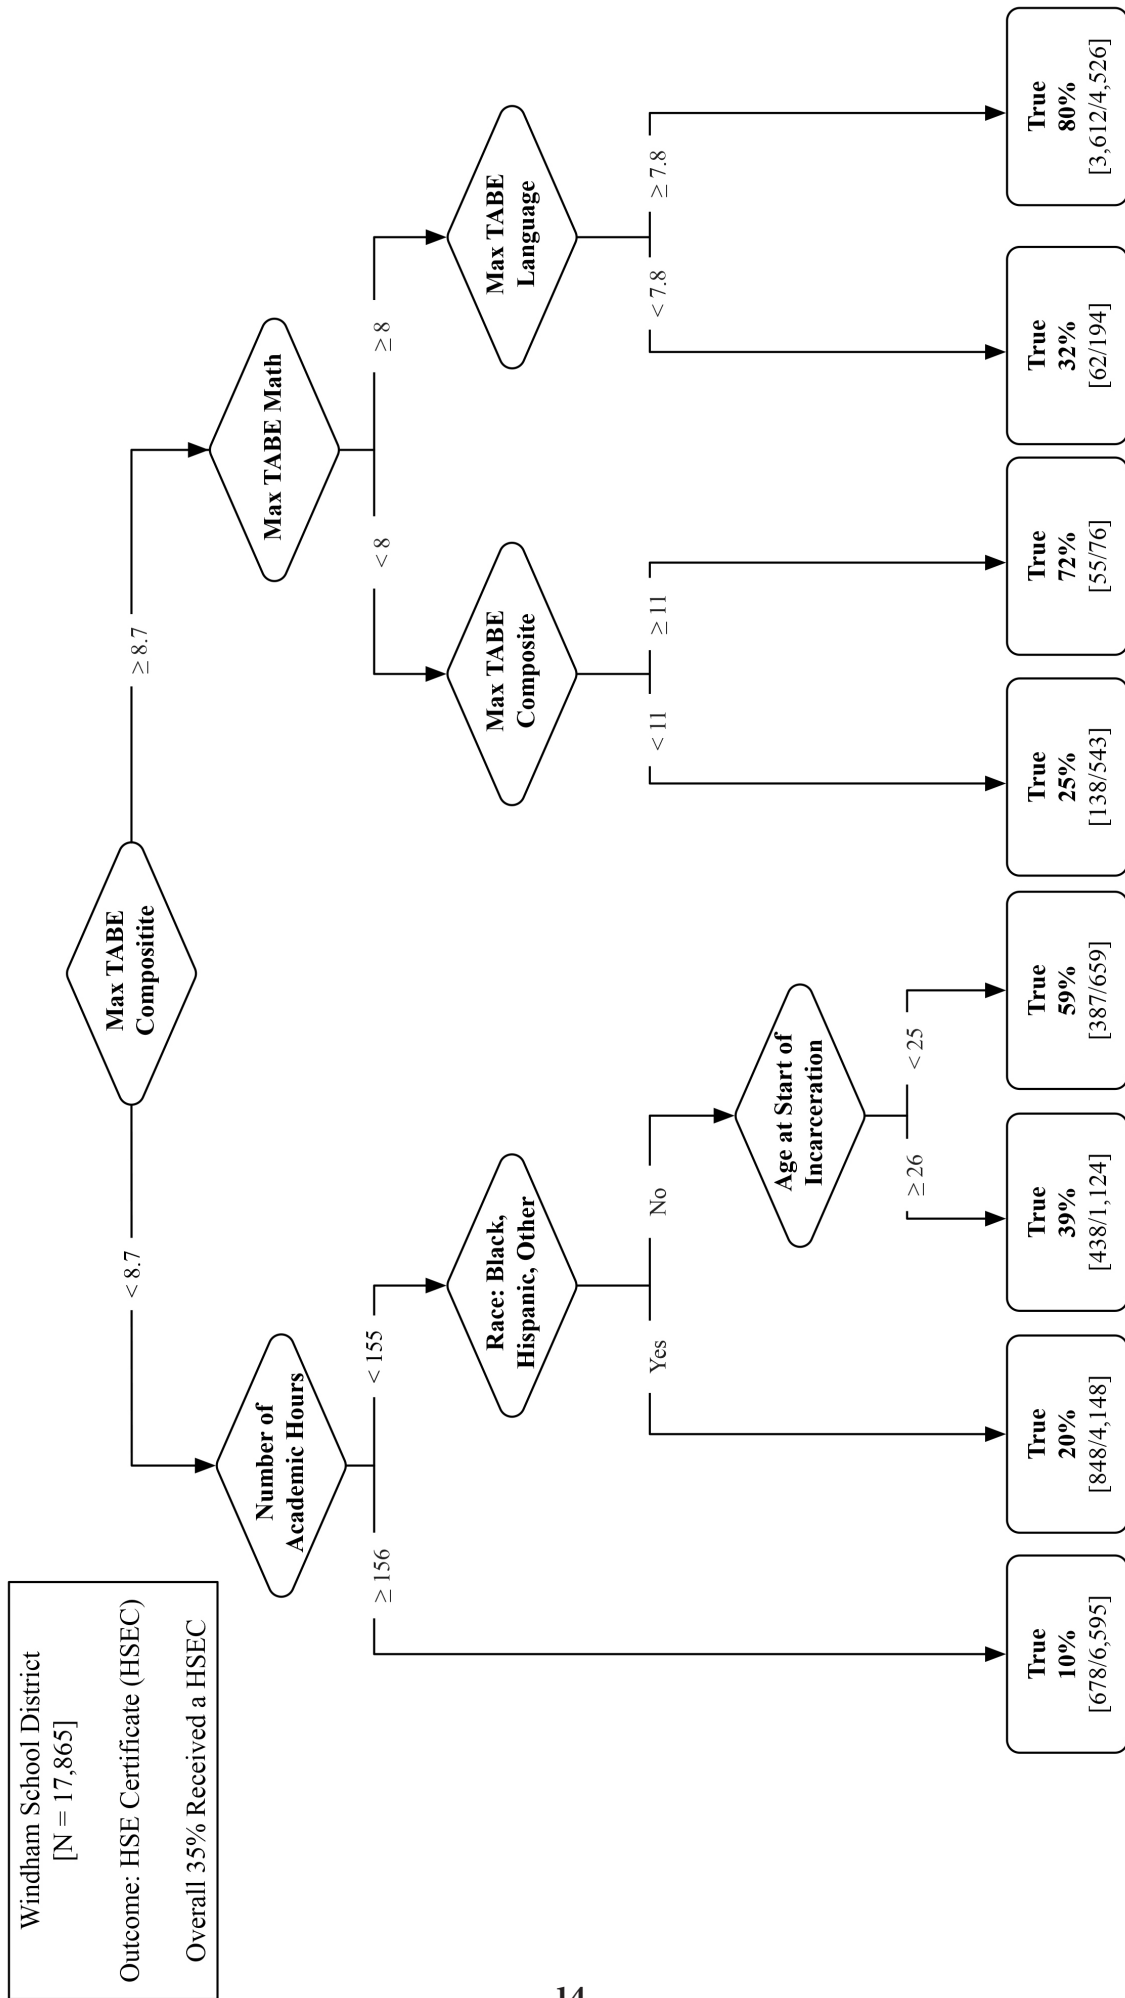 Windham School District
[N = 17,865]
Outcome: HSE Certificate (HSEC)
Overall 35% Received a HSEC
Max TABE
Compositite
< 8.7
≥ 8.7
Number of
Academic Hours
Max TABE Math
≥ 156
< 155
< 8
≥ 8
Race: Black,
Hispanic, Other
Max TABE
Composite
Max TABE
Language
Yes
No
< 11
≥ 11
< 7.8
≥ 7.8
Age at Start of
Incarceration
≥ 26
< 25
True
10%
[678/6,595]
True
20%
[848/4,148]
True
39%
[438/1,124]
True
59%
[387/659]
True
25%
[138/543]
True
72%
[55/76]
True
32%
[62/194]
True
80%
[3,612/4,526]
14